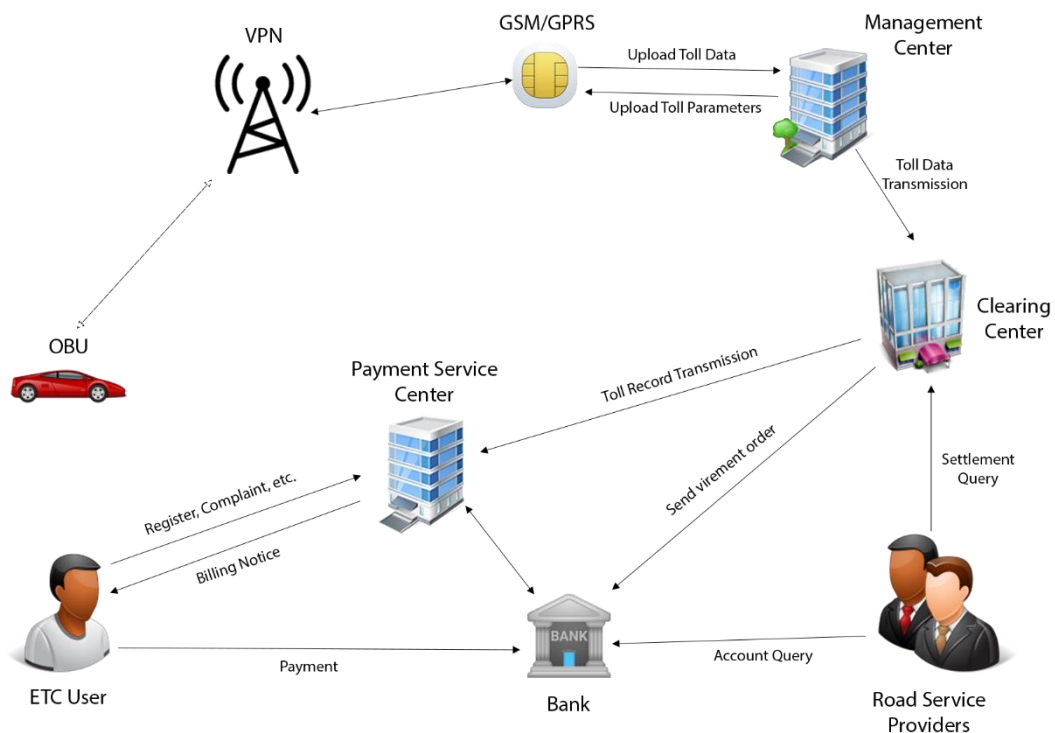 VPN
GSM/GPRS
Management
Center
Upload Toll Data
Upload Toll Parameters
Toll Data
Transmission
Clearing
Center
OBU
Payment Service
Center
Toll Record Transmission
Send virement order
Settlement
Query
Register, Complaint, etc.
Billing Notice
BANK
Payment
Account Query
ETC User
Bank
Road Service
Providers